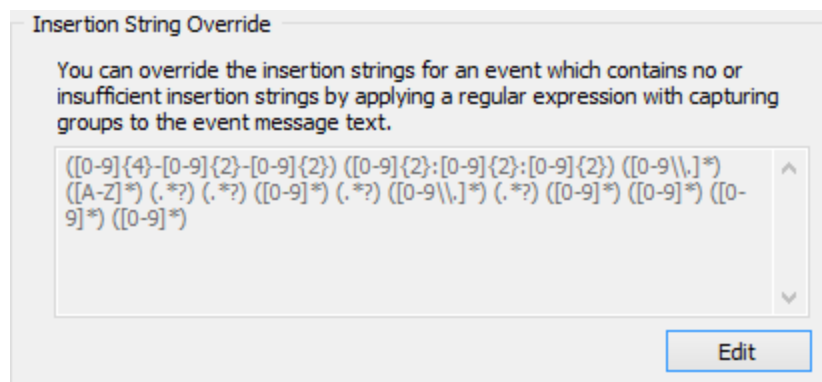 Insertion String Override
You can override the insertion strings for an event which contains no or
insufficient insertion strings by applying a regular expression with capturing
groups to the event message text.
([0-9]{4}-[0-9]{2}-[0-9]{2}) ([0-9]{2}:[0-9]{2}:[0-9]{2}) ([0-9\\.]*)
([A-Z]*) (.*?) (.*?) ([0-9]*) (.*?) ([0-9\\.]*) (.*?) ([0-9]*) ([0-9]*) ([0-
9]*) ([0-9]*)
Edit